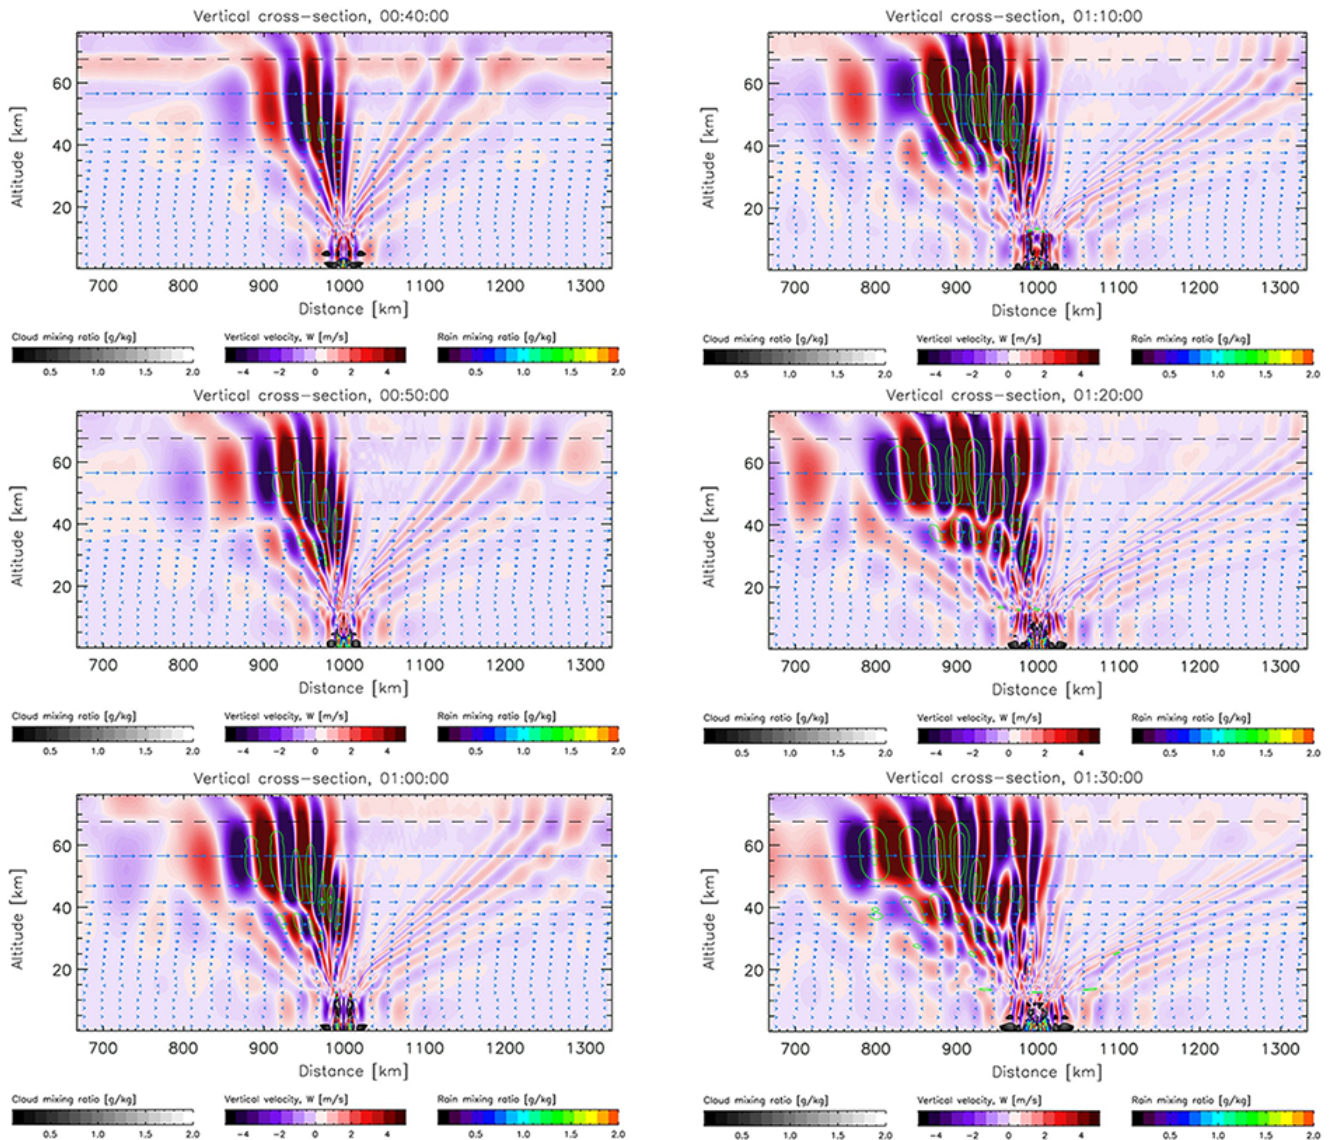 Vertical cross-section, 00:40:00
Altitude [km]
60
40
20
700 800 900 1000 1100 1200 1300
Distance [km]
Cloud mixing ratio [g/kg] Vertical velocity, W [m/s] Rain mixing ratio [g/kg]
0.5 1.0 1.5 2.0 -4 -2 0 2 4 0.5 1.0 1.5 2.0
Vertical cross-section, 00:50:00
Altitude [km]
60
40
20
700 800 900 1000 1100 1200 1300
Distance [km]
Cloud mixing ratio [g/kg] Vertical velocity, W [m/s] Rain mixing ratio [g/kg]
0.5 1.0 1.5 2.0 -4 -2 0 2 4 0.5 1.0 1.5 2.0
Vertical cross-section, 01:00:00
Altitude [km]
60
40
20
700 800 900 1000 1100 1200 1300
Distance [km]
Cloud mixing ratio [g/kg] Vertical velocity, W [m/s] Rain mixing ratio [g/kg]
0.5 1.0 1.5 2.0 -4 -2 0 2 4 0.5 1.0 1.5 2.0
Vertical cross-section, 01:10:00
Altitude [km]
60
40
20
700 800 900 1000 1100 1200 1300
Distance [km]
Cloud mixing ratio [g/kg] Vertical velocity, W [m/s] Rain mixing ratio [g/kg]
0.5 1.0 1.5 2.0 -4 -2 0 2 4 0.5 1.0 1.5 2.0
Vertical cross-section, 01:20:00
Altitude [km]
60
40
20
700 800 900 1000 1100 1200 1300
Distance [km]
Cloud mixing ratio [g/kg] Vertical velocity, W [m/s] Rain mixing ratio [g/kg]
0.5 1.0 1.5 2.0 -4 -2 0 2 4 0.5 1.0 1.5 2.0
Vertical cross-section, 01:30:00
Altitude [km]
60
40
20
700 800 900 1000 1100 1200 1300
Distance [km]
Cloud mixing ratio [g/kg] Vertical velocity, W [m/s] Rain mixing ratio [g/kg]
0.5 1.0 1.5 2.0 -4 -2 0 2 4 0.5 1.0 1.5 2.0